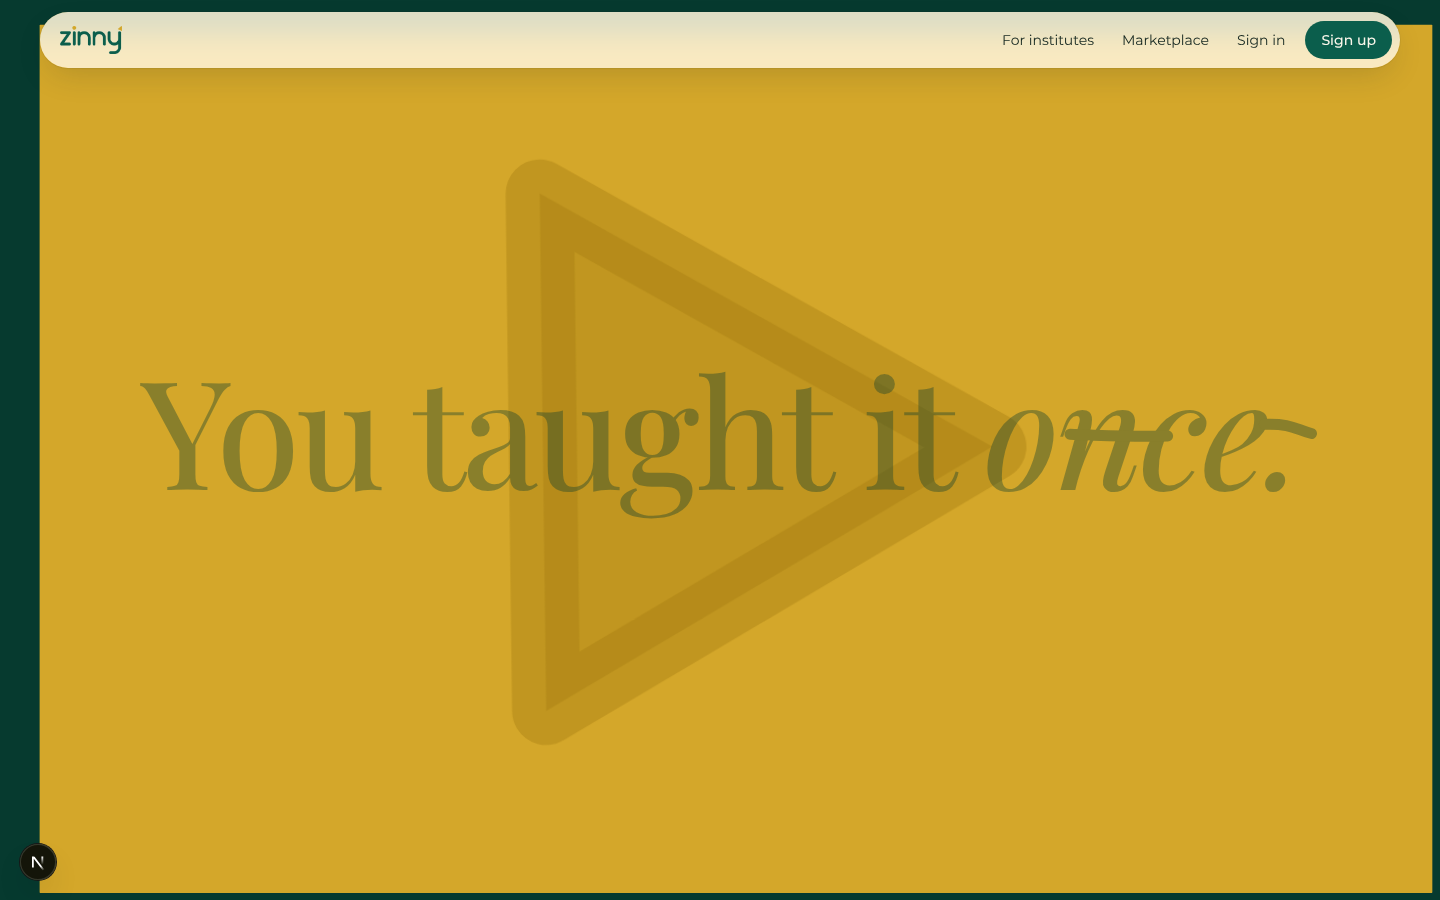 zinny
For institutes
Marketplace
Sign in
Sign up
You taught it once.
N